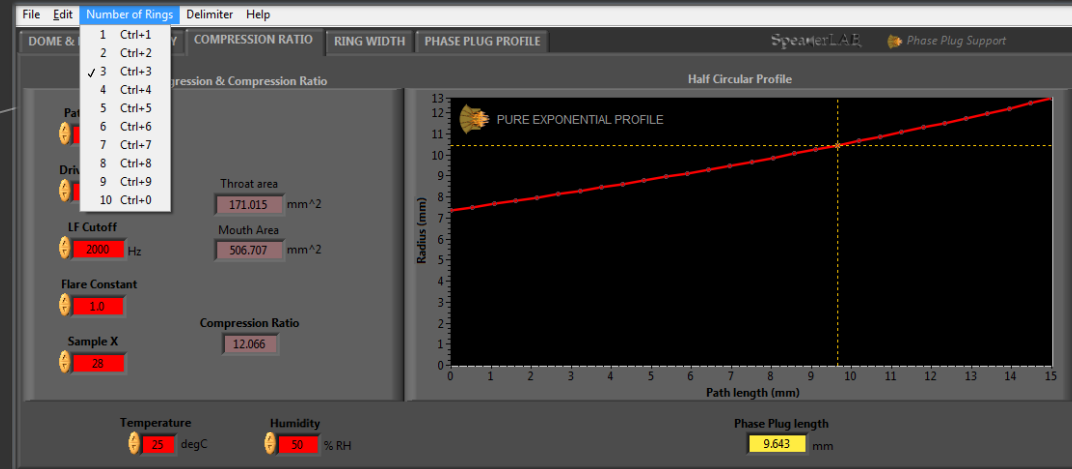 File Edit Number of Rings Delimiter Help
DOME & Y COMPRESSION RATIO RING WIDTH PHASE PLUG PROFILE SpeakerLAB Phase Plug Support
1 Ctrl+1
2 Ctrl+2
✓ 3 Ctrl+3
4 Ctrl+4
5 Ctrl+5
6 Ctrl+6
7 Ctrl+7
8 Ctrl+8
9 Ctrl+9
10 Ctrl+0
gression & Compression Ratio
Pat
Driv
Throat area
171.015 mm^2
LF Cutoff
2000 Hz
Mouth Area
506.707 mm^2
Flare Constant
1.0
Compression Ratio
12.066
Sample X
28
Temperature
25 degC
Humidity
50 % RH
Half Circular Profile
PURE EXPONENTIAL PROFILE
Radius (mm)
13
12
11
10
9
8
7
6
5
4
3
2
1
0
0 1 2 3 4 5 6 7 8 9 10 11 12 13 14 15
Path length (mm)
Phase Plug length
9.643 mm